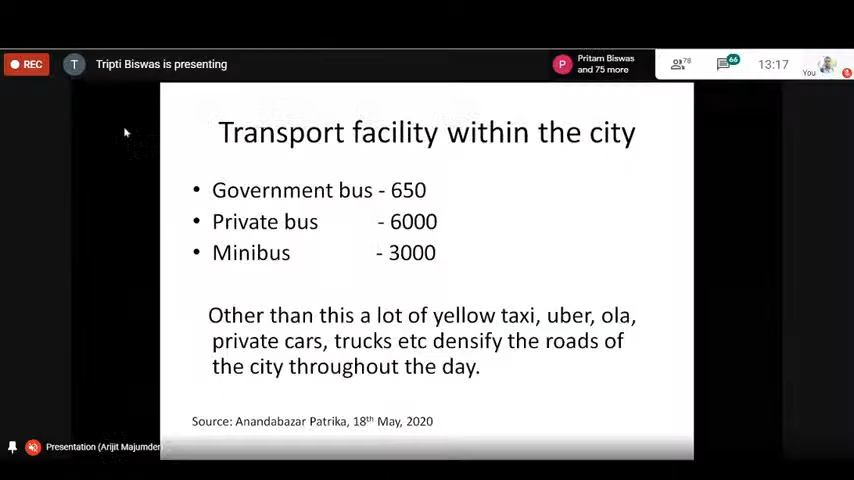 REC
T
Tripti Biswas is presenting
P
Pritam Biswas
and 75 more
78
66
13:17
You
Transport facility within the city
• Government bus - 650
• Private bus - 6000
• Minibus - 3000
Other than this a lot of yellow taxi, uber, ola,
private cars, trucks etc densify the roads of
the city throughout the day.
Source: Anandabazar Patrika, 18th May, 2020
Presentation (Arijit Majumder)